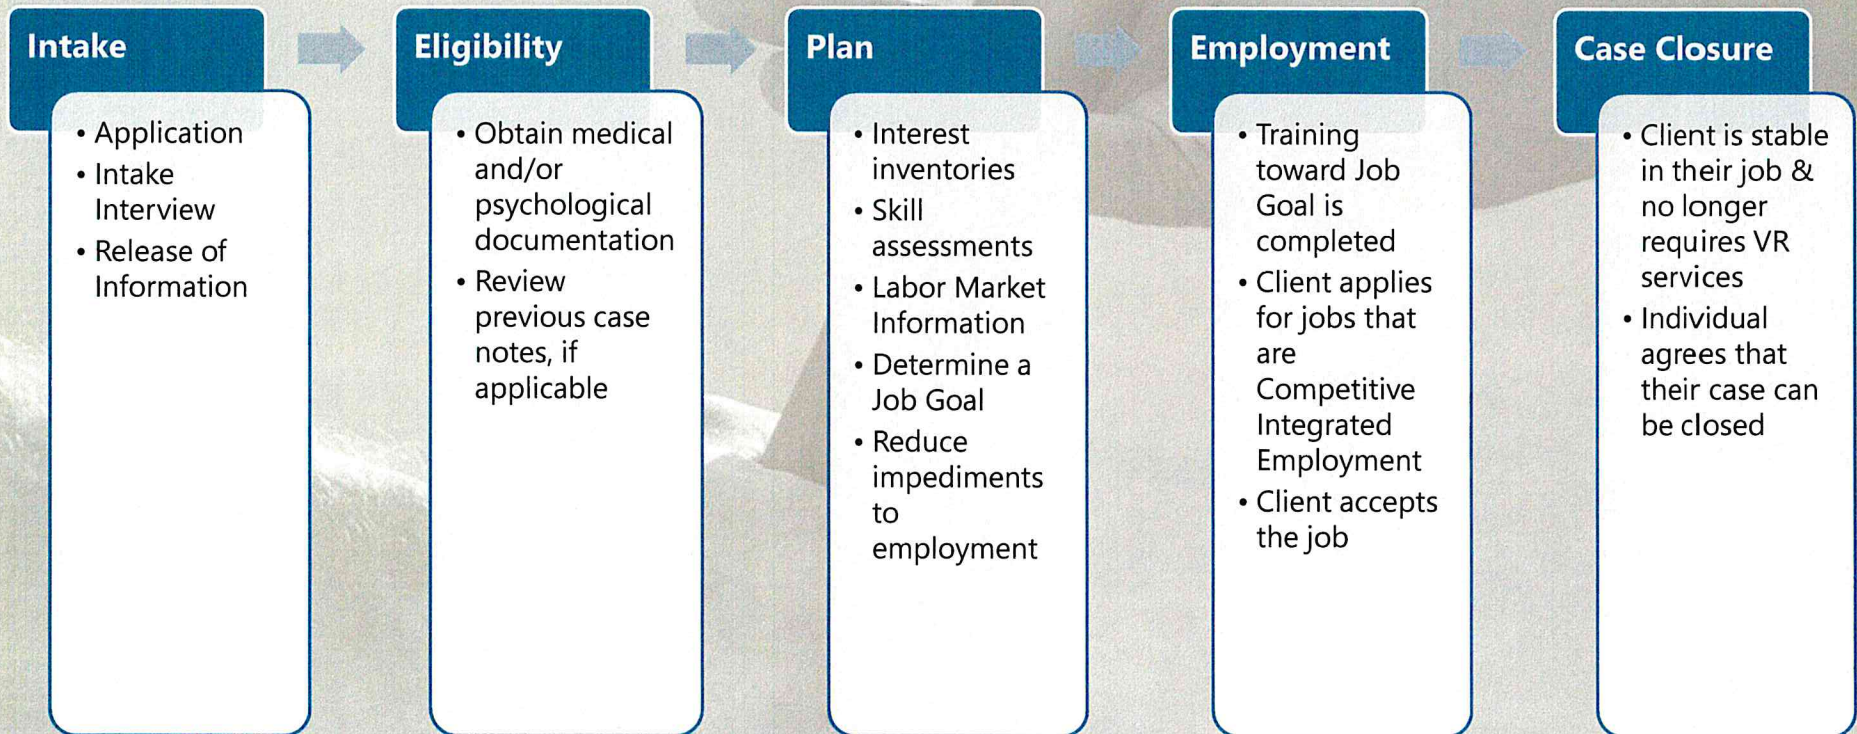 Intake
• Application
• Intake
Interview
• Release of
Information
Eligibility
• Obtain medical
and/or
psychological
documentation
• Review
previous case
notes, if
applicable
Plan
• Interest
inventories
• Skill
assessments
• Labor Market
Information
• Determine a
Job Goal
• Reduce
impediments
to
employment
Employment
• Training
toward Job
Goal is
completed
• Client applies
for jobs that
are
Competitive
Integrated
Employment
• Client accepts
the job
Case Closure
• Client is stable
in their job &
no longer
requires VR
services
• Individual
agrees that
their case can
be closed